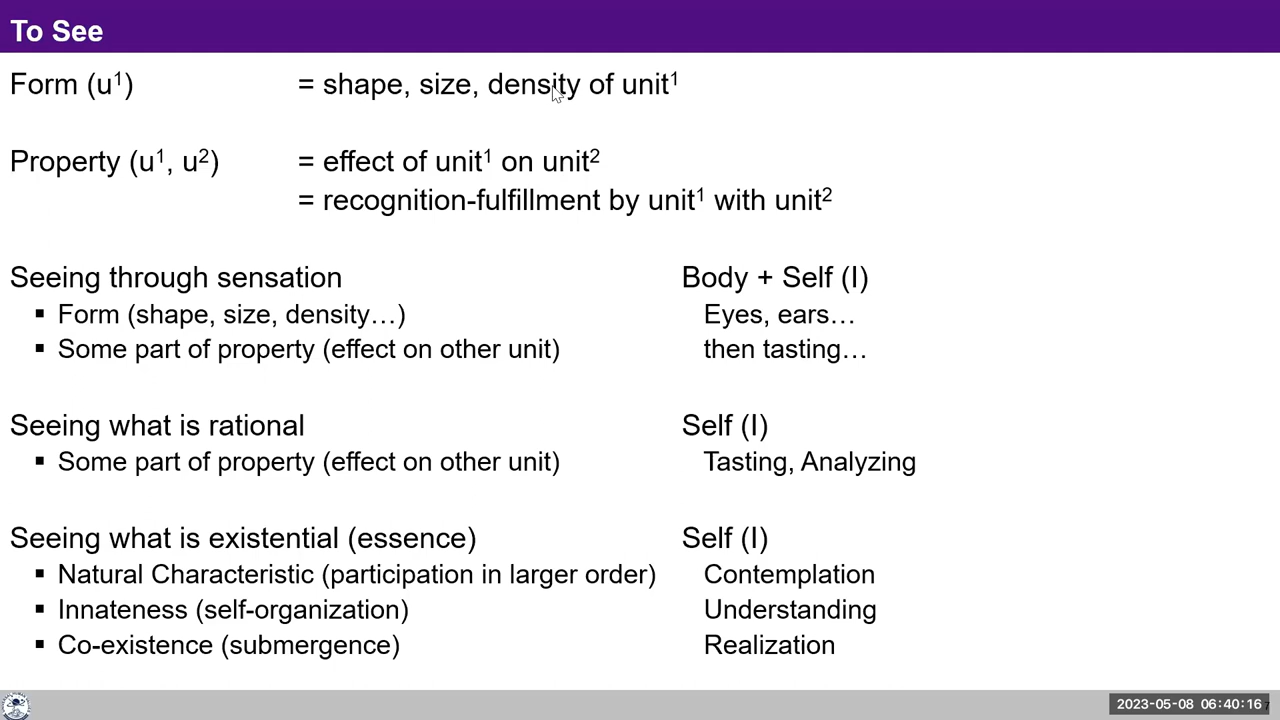 To See
Form (u¹) = shape, size, density of unit¹
Property (u¹, u²) = effect of unit¹ on unit²
= recognition-fulfillment by unit¹ with unit²
Seeing through sensation Body + Self (I)
▪ Form (shape, size, density…) Eyes, ears…
▪ Some part of property (effect on other unit) then tasting…
Seeing what is rational Self (I)
▪ Some part of property (effect on other unit) Tasting, Analyzing
Seeing what is existential (essence) Self (I)
▪ Natural Characteristic (participation in larger order) Contemplation
▪ Innateness (self-organization) Understanding
▪ Co-existence (submergence) Realization
2023-05-08 06:40:16